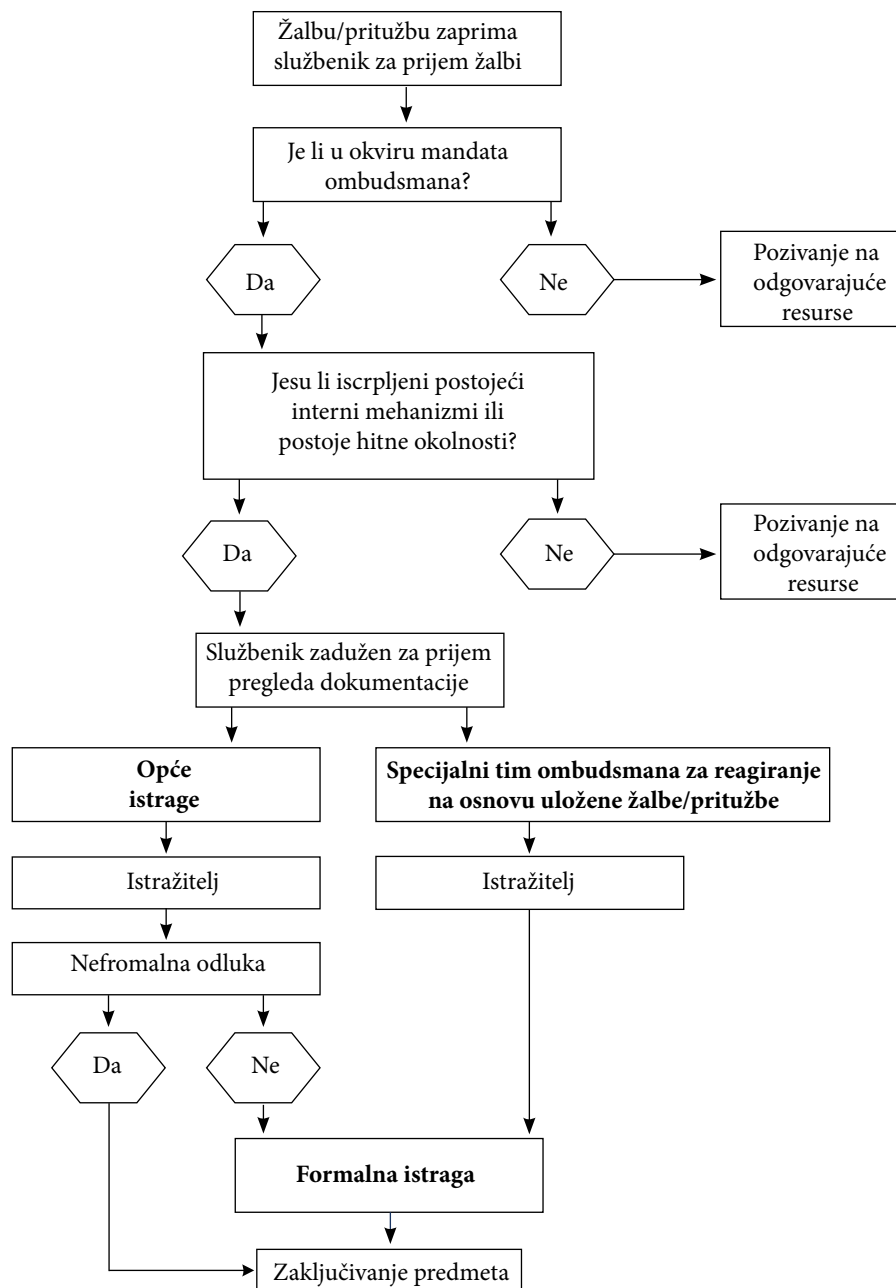 Žalbu/pritužbu zaprima
službenik za prijem žalbi
Je li u okviru mandata
ombudsmana?
Da
Ne
Pozivanje na
odgovarajuće
resurse
Jesu li iscrpljeni postojeći
interni mehanizmi ili
postoje hitne okolnosti?
Da
Ne
Pozivanje na
odgovarajuće
resurse
Službenik zadužen za prijem
pregleda dokumentacije
Opće
istrage
Specijalni tim ombudsmana za reagiranje
na osnovu uložene žalbe/pritužbe
Istražitelj
Istražitelj
Nefromalna odluka
Da
Ne
Formalna istraga
Zaključivanje predmeta